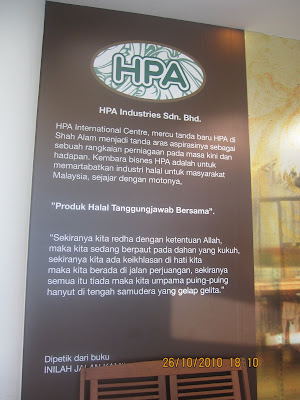 HPA
HPA Industries Sdn. Bhd.
HPA International Centre, mercu tanda baru HPA di
Shah Alam menjadi tanda aras aspirasinya sebagai
sebuah rangkaian perniagaan pada masa kini dan
hadapan. Kembara bisnes HPA adalah untuk
memartabatkan industri halal untuk masyarakat
Malaysia, sejajar dengan motonya,
"Produk Halal Tanggungjawab Bersama".
"Sekiranya kita redha dengan ketentuan Allah,
maka kita sedang berpaut pada dahan yang kukuh,
sekiranya kita ada keikhlasan di hati kita
maka kita berada di jalan perjuangan, sekiranya
semua itu tiada maka kita umpama puing-puing
hanyut di tengah samudera yang gelap gelita."
Dipetik dari buku
INILAH JALAN
26/10/2010 18:10